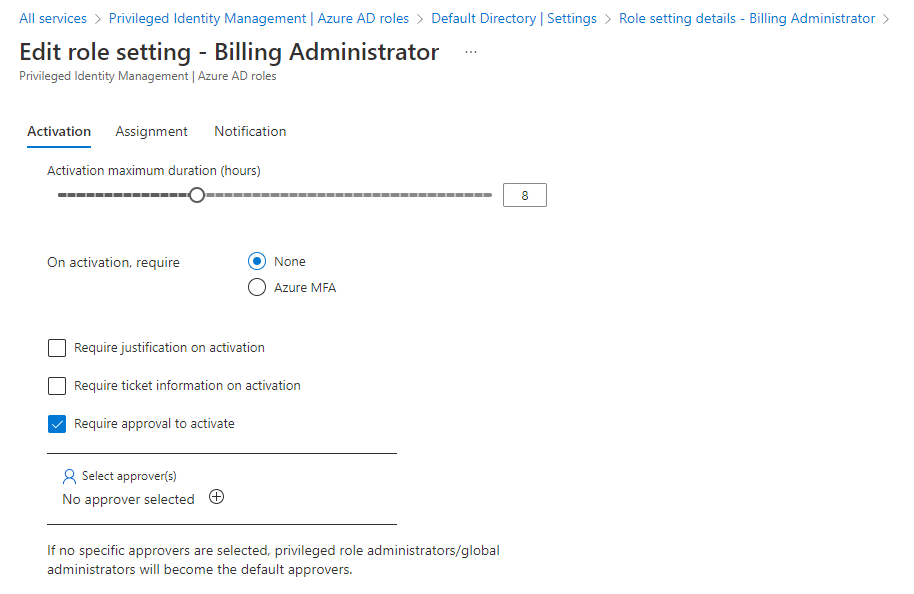 All services > Privileged Identity Management | Azure AD roles > Default Directory | Settings > Role setting details - Billing Administrator >
Edit role setting - Billing Administrator ...
Privileged Identity Management | Azure AD roles
Activation Assignment Notification
Activation maximum duration (hours)
8
On activation, require
None
Azure MFA
Require justification on activation
Require ticket information on activation
Require approval to activate
Select approver(s)
No approver selected
If no specific approvers are selected, privileged role administrators/global
administrators will become the default approvers.